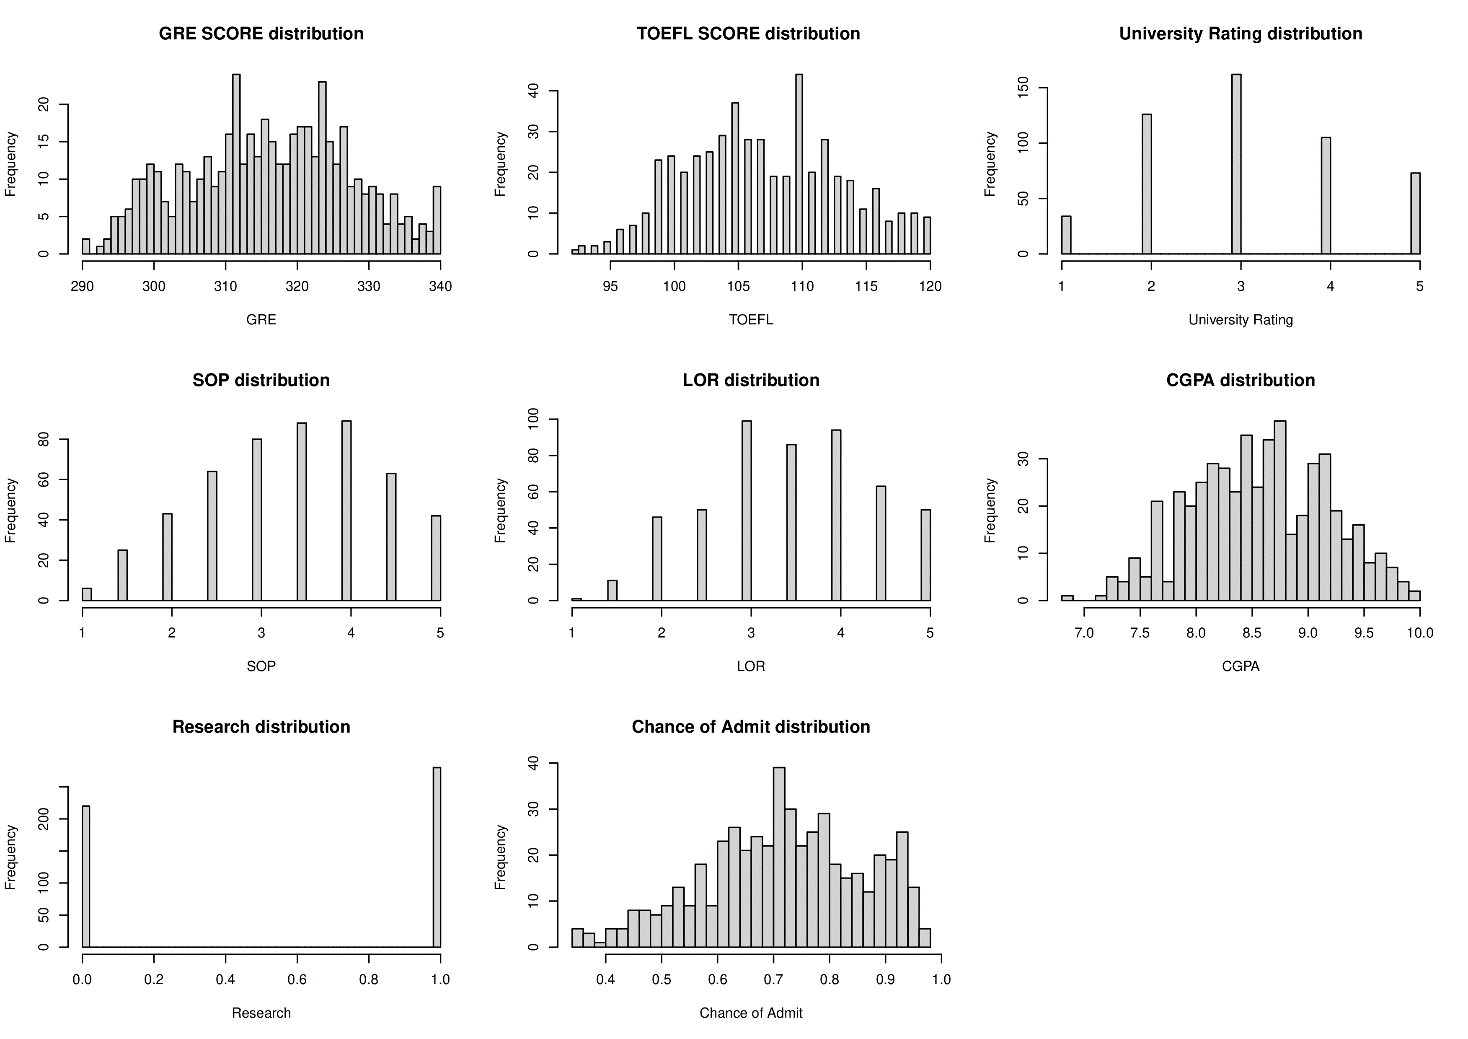 GRE SCORE distribution
Frequency
0 5 10 15 20
290 300 310 320 330 340
GRE
TOEFL SCORE distribution
Frequency
0 10 20 30 40
95 100 105 110 115 120
TOEFL
University Rating distribution
Frequency
0 50 100 150
1 2 3 4 5
University Rating
SOP distribution
Frequency
0 20 40 60 80
1 2 3 4 5
SOP
LOR distribution
Frequency
0 20 40 60 80 100
1 2 3 4 5
LOR
CGPA distribution
Frequency
0 10 20 30
7.0 7.5 8.0 8.5 9.0 9.5 10.0
CGPA
Research distribution
Frequency
0 50 100 200
0.0 0.2 0.4 0.6 0.8 1.0
Research
Chance of Admit distribution
Frequency
0 10 20 30 40
0.4 0.5 0.6 0.7 0.8 0.9 1.0
Chance of Admit